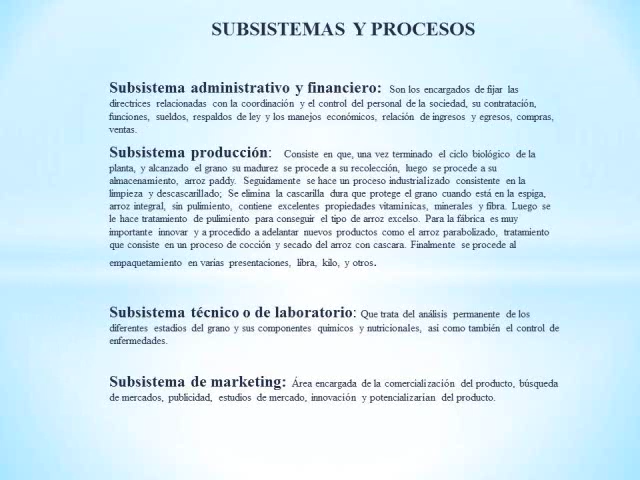 SUBSISTEMAS Y PROCESOS
Subsistema administrativo y financiero: Son los encargados de fijar las
directrices relacionadas con la coordinación y el control del personal de la sociedad, su contratación,
funciones, sueldos, respaldos de ley y los manejos económicos, relación de ingresos y egresos, compras,
ventas.
Subsistema producción: Consiste en que, una vez terminado el ciclo biológico de la
planta, y alcanzado el grano su madurez se procede a su recolección, luego se procede a su
almacenamiento, arroz paddy. Seguidamente se hace un proceso industrializado consistente en la
limpieza y descascarillado; Se elimina la cascarilla dura que protege el grano cuando está en la espiga,
arroz integral, sin pulimiento, contiene excelentes propiedades vitamínicas, minerales y fibra. Luego se
le hace tratamiento de pulimiento para conseguir el tipo de arroz excelso. Para la fábrica es muy
importante innovar y a procedido a adelantar nuevos productos como el arroz parabolizado, tratamiento
que consiste en un proceso de cocción y secado del arroz con cascara. Finalmente se procede al
empaquetamiento en varias presentaciones, libra, kilo, y otros.
Subsistema técnico o de laboratorio: Que trata del análisis permanente de los
diferentes estadios del grano y sus componentes químicos y nutricionales, asi como también el control de
enfermedades.
Subsistema de marketing: Área encargada de la comercialización del producto, búsqueda
de mercados, publicidad, estudios de mercado, innovación y potencializarían del producto.